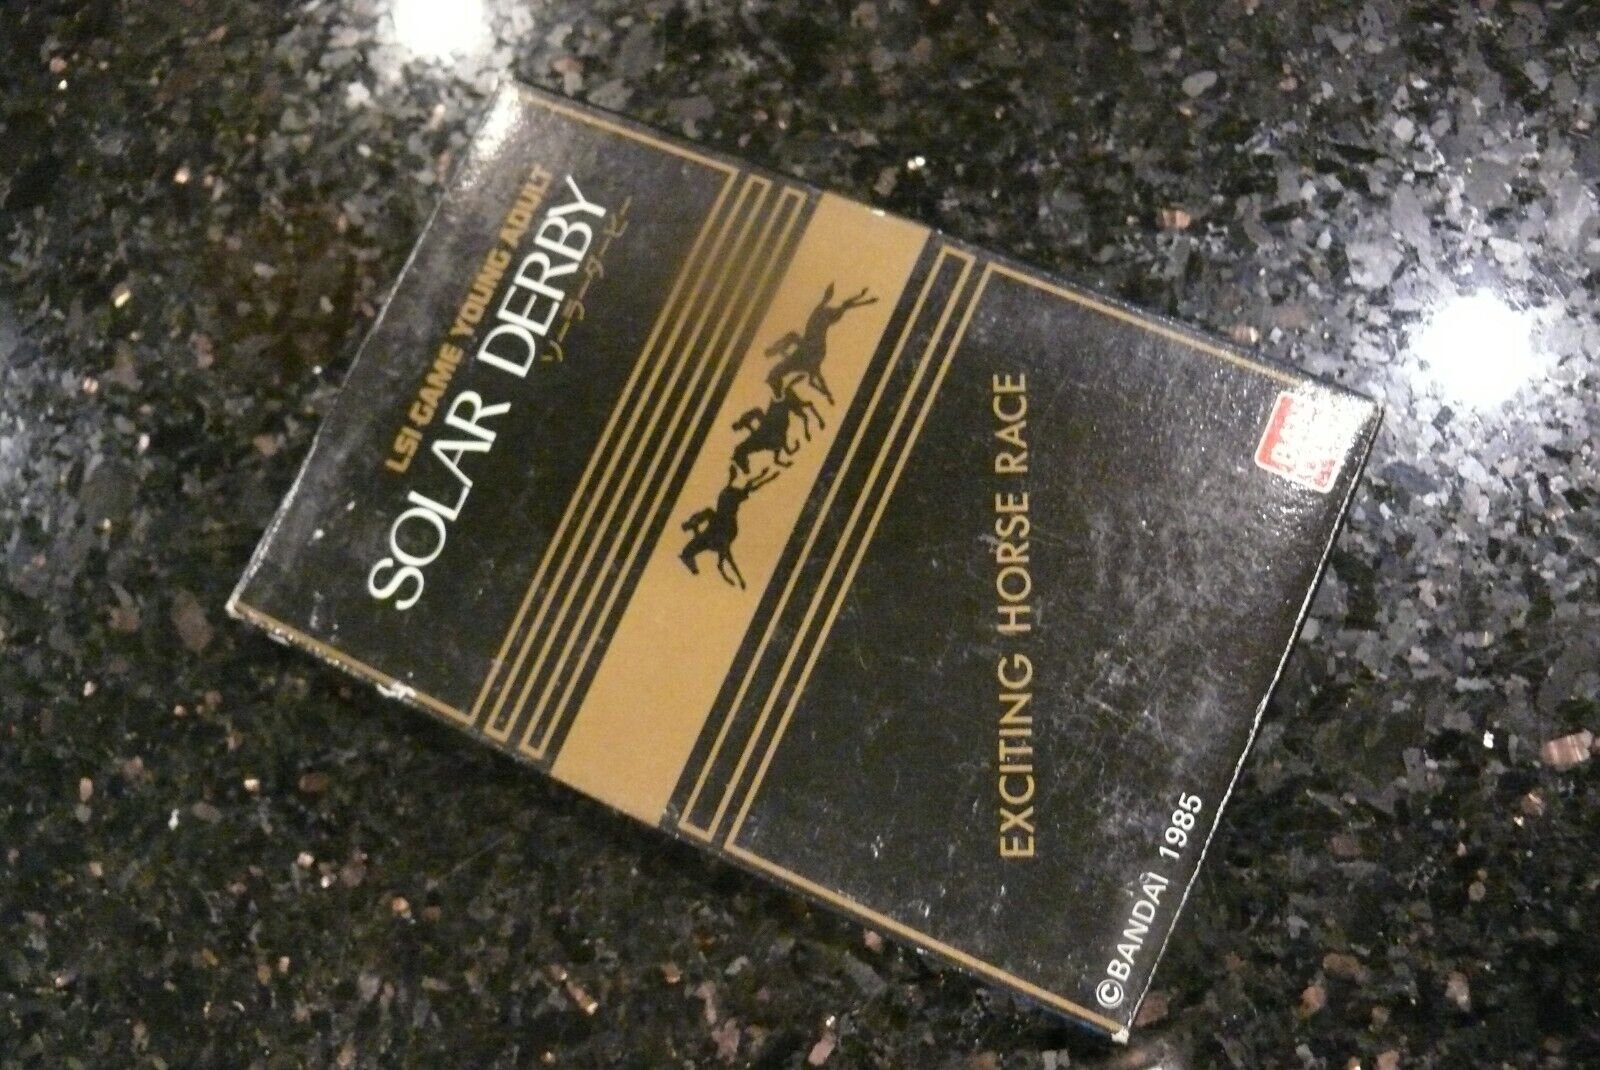 LSI GAME YOUNG ADULT
SOLAR DERBY
ソーラーダービー
EXCITING HORSE RACE
©BANDAI 1985